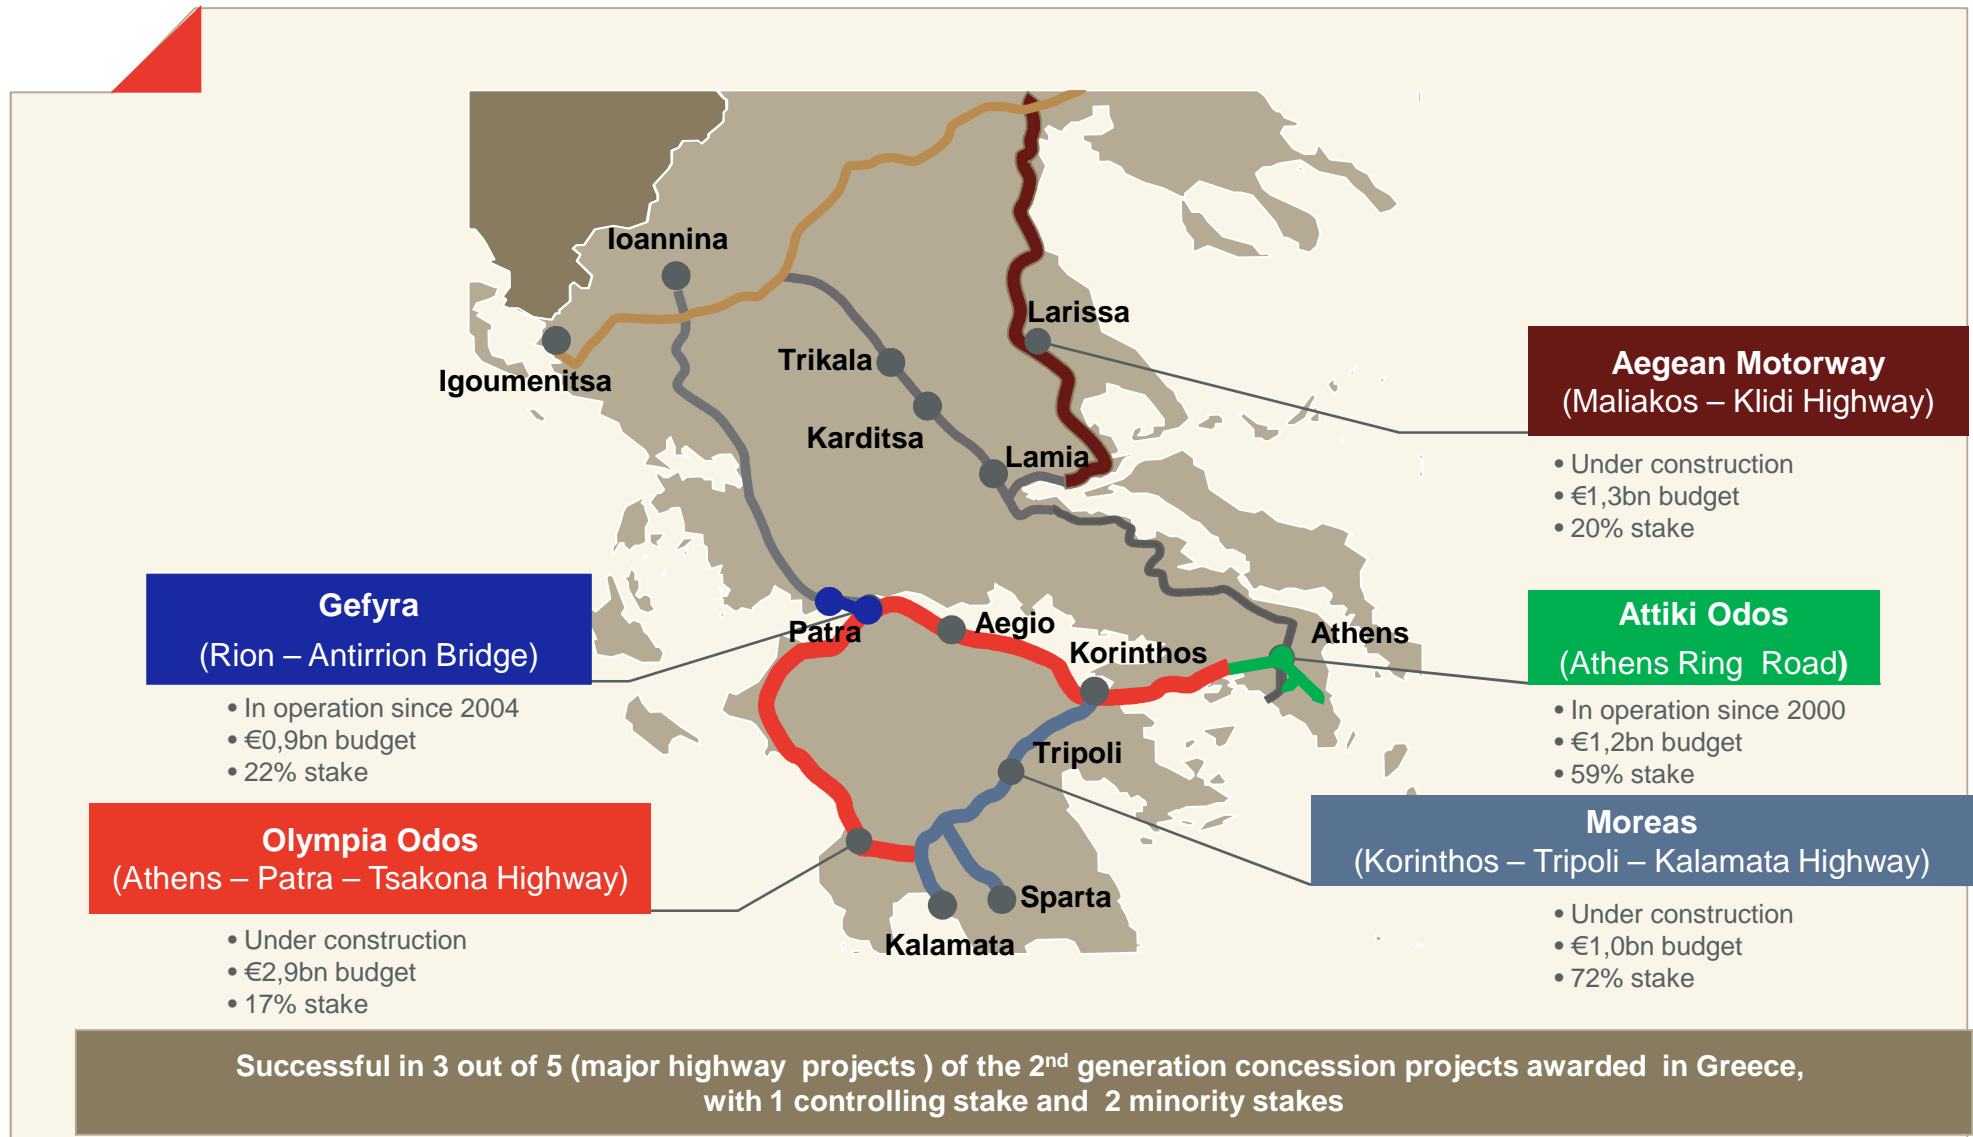 Ioannina
Igoumenitsa
Larissa
Trikala
Karditsa
Lamia
Patra
Aegio
Korinthos
Athens
Tripoli
Sparta
Kalamata
Aegean Motorway
(Maliakos – Klidi Highway)
• Under construction
• €1,3bn budget
• 20% stake
Gefyra
(Rion – Antirrion Bridge)
• In operation since 2004
• €0,9bn budget
• 22% stake
Attiki Odos
(Athens Ring Road)
• In operation since 2000
• €1,2bn budget
• 59% stake
Olympia Odos
(Athens – Patra – Tsakona Highway)
• Under construction
• €2,9bn budget
• 17% stake
Moreas
(Korinthos – Tripoli – Kalamata Highway)
• Under construction
• €1,0bn budget
• 72% stake
Successful in 3 out of 5 (major highway projects ) of the 2nd generation concession projects awarded in Greece,
with 1 controlling stake and 2 minority stakes